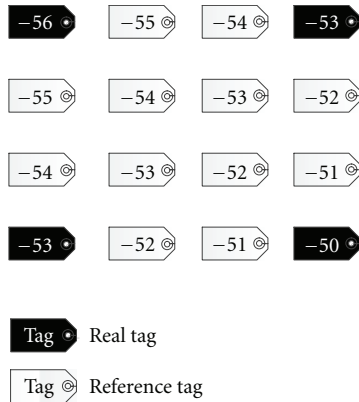 −56 −55 −54 −53
−55 −54 −53 −52
−54 −53 −52 −51
−53 −52 −51 −50
Tag Real tag
Tag Reference tag